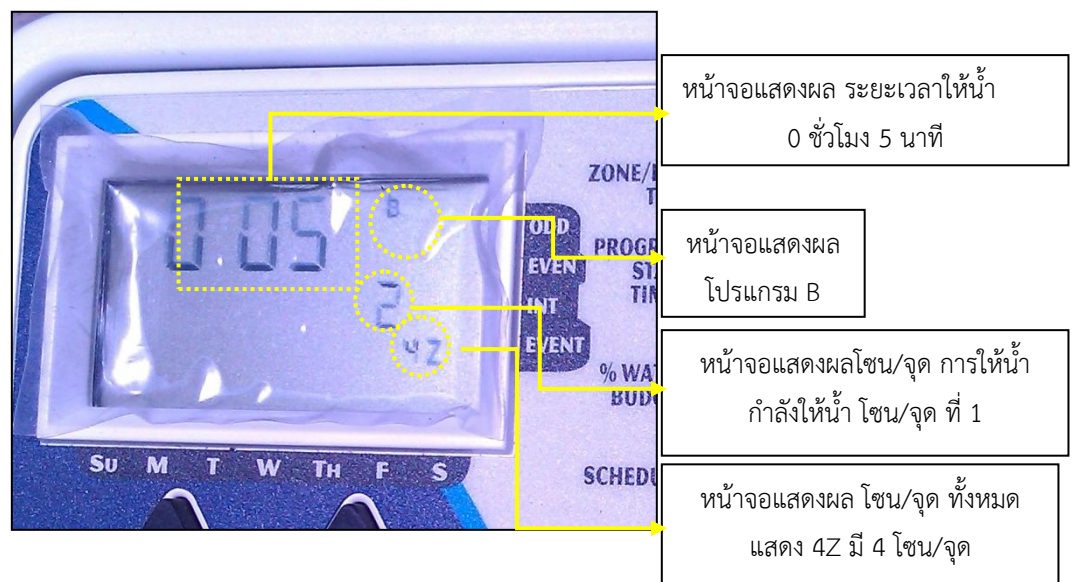 หน้าจอแสดงผล ระยะเวลาให้น้ำ
0 ชั่วโมง 5 นาที
0 05
B
2
4Z
ODD
EVEN
INT
EVENT
SU M T W TH F S
หน้าจอแสดงผล
โปรแกรม B
หน้าจอแสดงผลโซน/จุด การให้น้ำ
กำลังให้น้ำ โซน/จุด ที่ 1
หน้าจอแสดงผล โซน/จุด ทั้งหมด
แสดง 4Z มี 4 โซน/จุด